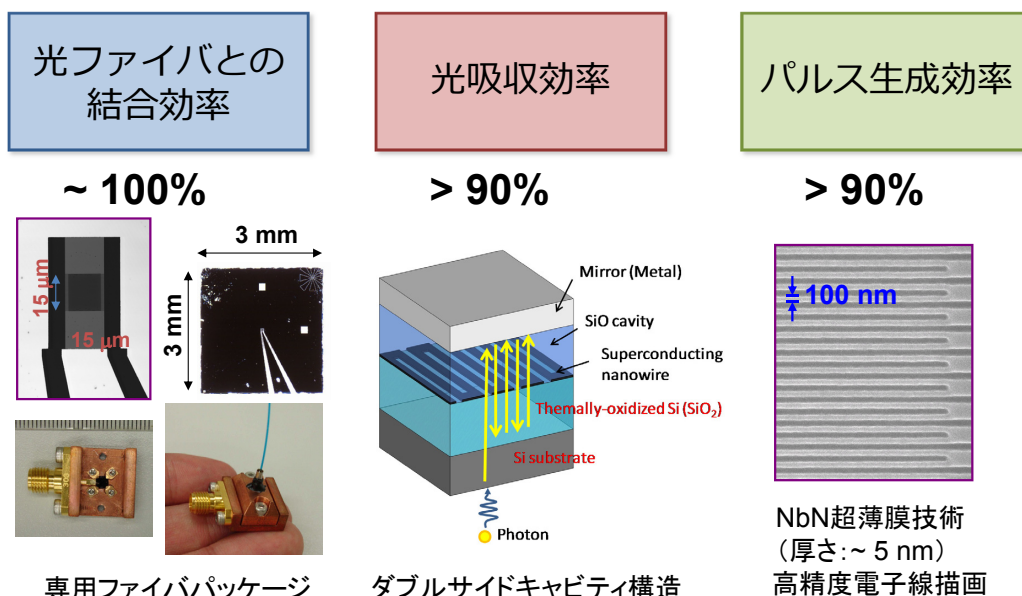 光ファイバとの
結合効率
~ 100%
15 μm
15 μm
3 mm
3 mm
専用ファイバパッケージ
光吸収効率
> 90%
Mirror (Metal)
SiO cavity
Superconducting
nanowire
Thermally-oxidized Si (SiO₂)
Si substrate
Photon
ダブルサイドキャビティ構造
パルス生成効率
> 90%
100 nm
NbN超薄膜技術
（厚さ:~ 5 nm）
高精度電子線描画